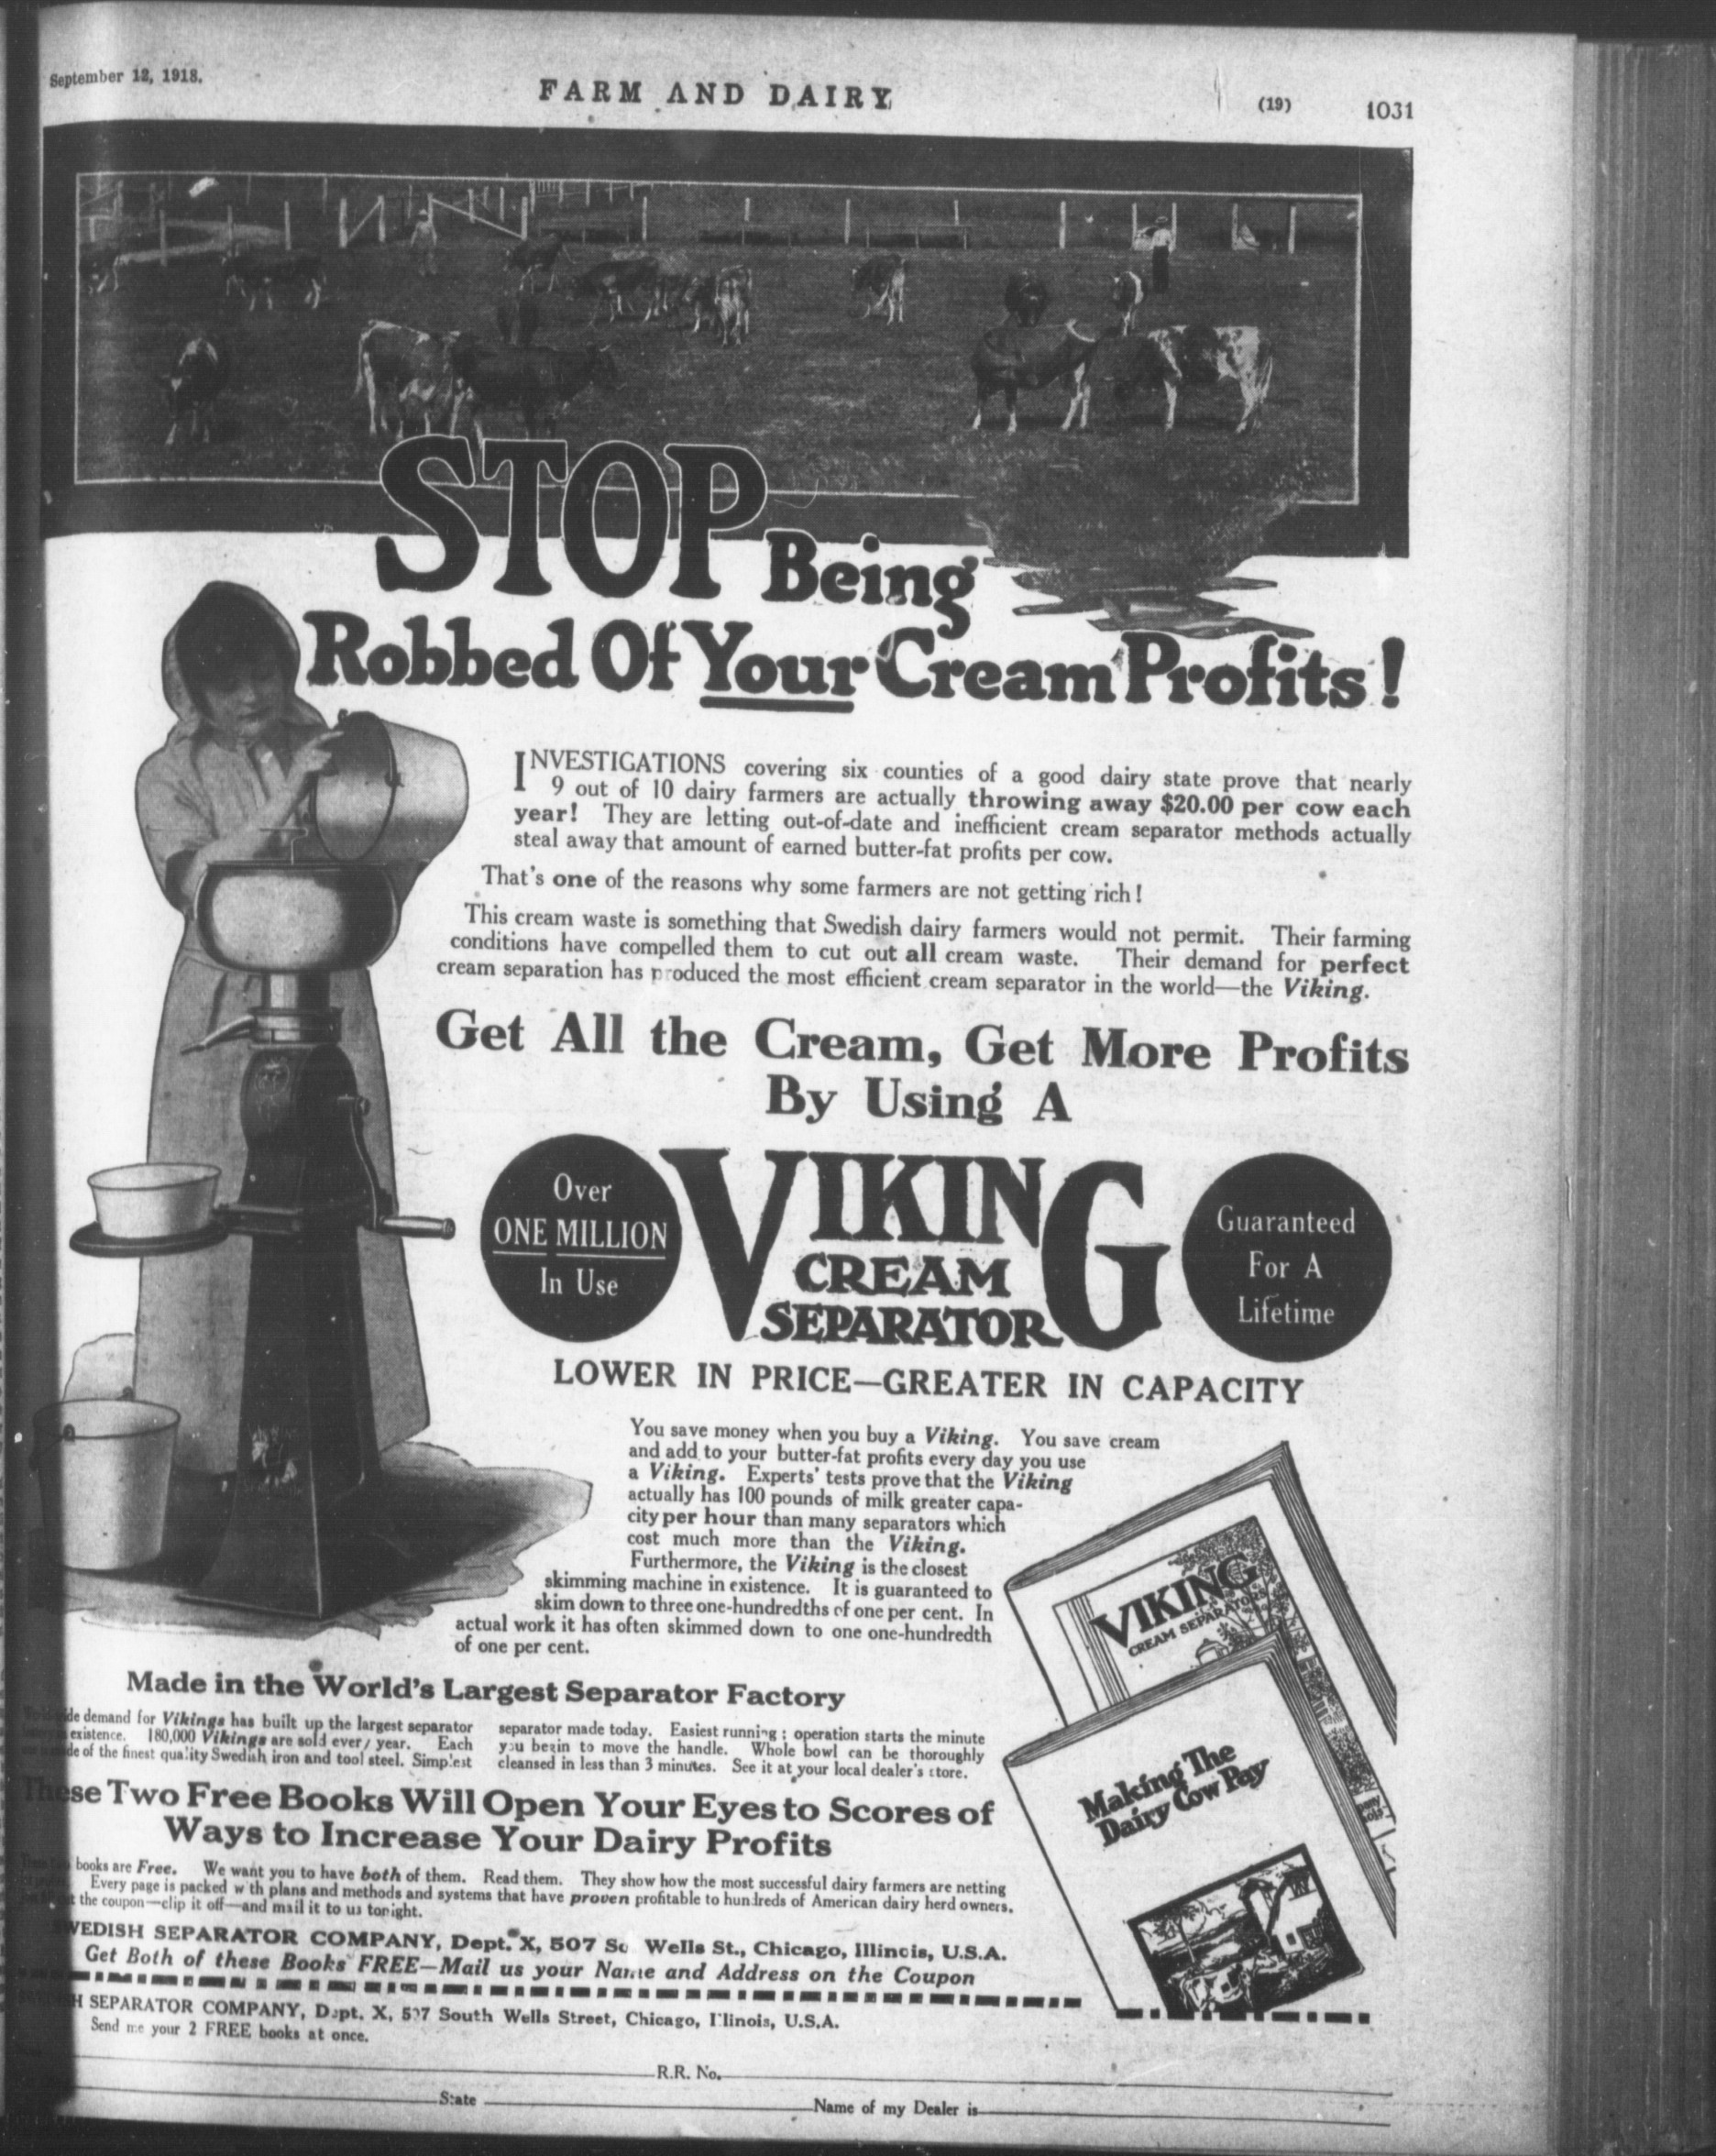 September 12, 1918.
FARM AND DAIRY
(19)
1031
STOP Being
Robbed Of Your Cream Profits!
INVESTIGATIONS covering six counties of a good dairy state prove that nearly
9 out of 10 dairy farmers are actually throwing away $20.00 per cow each
year! They are letting out-of-date and inefficient cream separator methods actually
steal away that amount of earned butter-fat profits per cow.
That's one of the reasons why some farmers are not getting rich!
This cream waste is something that Swedish dairy farmers would not permit. Their farming
conditions have compelled them to cut out all cream waste. Their demand for perfect
cream separation has produced the most efficient cream separator in the world—the Viking.
Get All the Cream, Get More Profits
By Using A
Over
ONE MILLION
In Use
VIKING
CREAM
SEPARATOR
Guaranteed
For A
Lifetime
LOWER IN PRICE—GREATER IN CAPACITY
You save money when you buy a Viking. You save cream
and add to your butter-fat profits every day you use
a Viking. Experts' tests prove that the Viking
actually has 100 pounds of milk greater capa-
city per hour than many separators which
cost much more than the Viking.
Furthermore, the Viking is the closest
skimming machine in existence. It is guaranteed to
skim down to three one-hundredths of one per cent. In
actual work it has often skimmed down to one one-hundredth
of one per cent.
VIKING
CREAM SEPARATORS
Making The
Dairy Cow Pay
Made in the World's Largest Separator Factory
demand for Vikings has built up the largest separator
existence. 180,000 Vikings are sold every year. Each
of the finest quality Swedish iron and tool steel. Simplest
separator made today. Easiest running; operation starts the minute
you begin to move the handle. Whole bowl can be thoroughly
cleansed in less than 3 minutes. See it at your local dealer's store.
These Two Free Books Will Open Your Eyes to Scores of
Ways to Increase Your Dairy Profits
books are Free. We want you to have both of them. Read them. They show how the most successful dairy farmers are netting
Every page is packed with plans and methods and systems that have proven profitable to hundreds of American dairy herd owners.
the coupon—clip it off—and mail it to us tonight.
SWEDISH SEPARATOR COMPANY, Dept. X, 507 So. Wells St., Chicago, Illinois, U.S.A.
Get Both of these Books FREE—Mail us your Name and Address on the Coupon
SEPARATOR COMPANY, Dept. X, 507 South Wells Street, Chicago, Illinois, U.S.A.
Send me your 2 FREE books at once.
R.R. No.
State
Name of my Dealer is